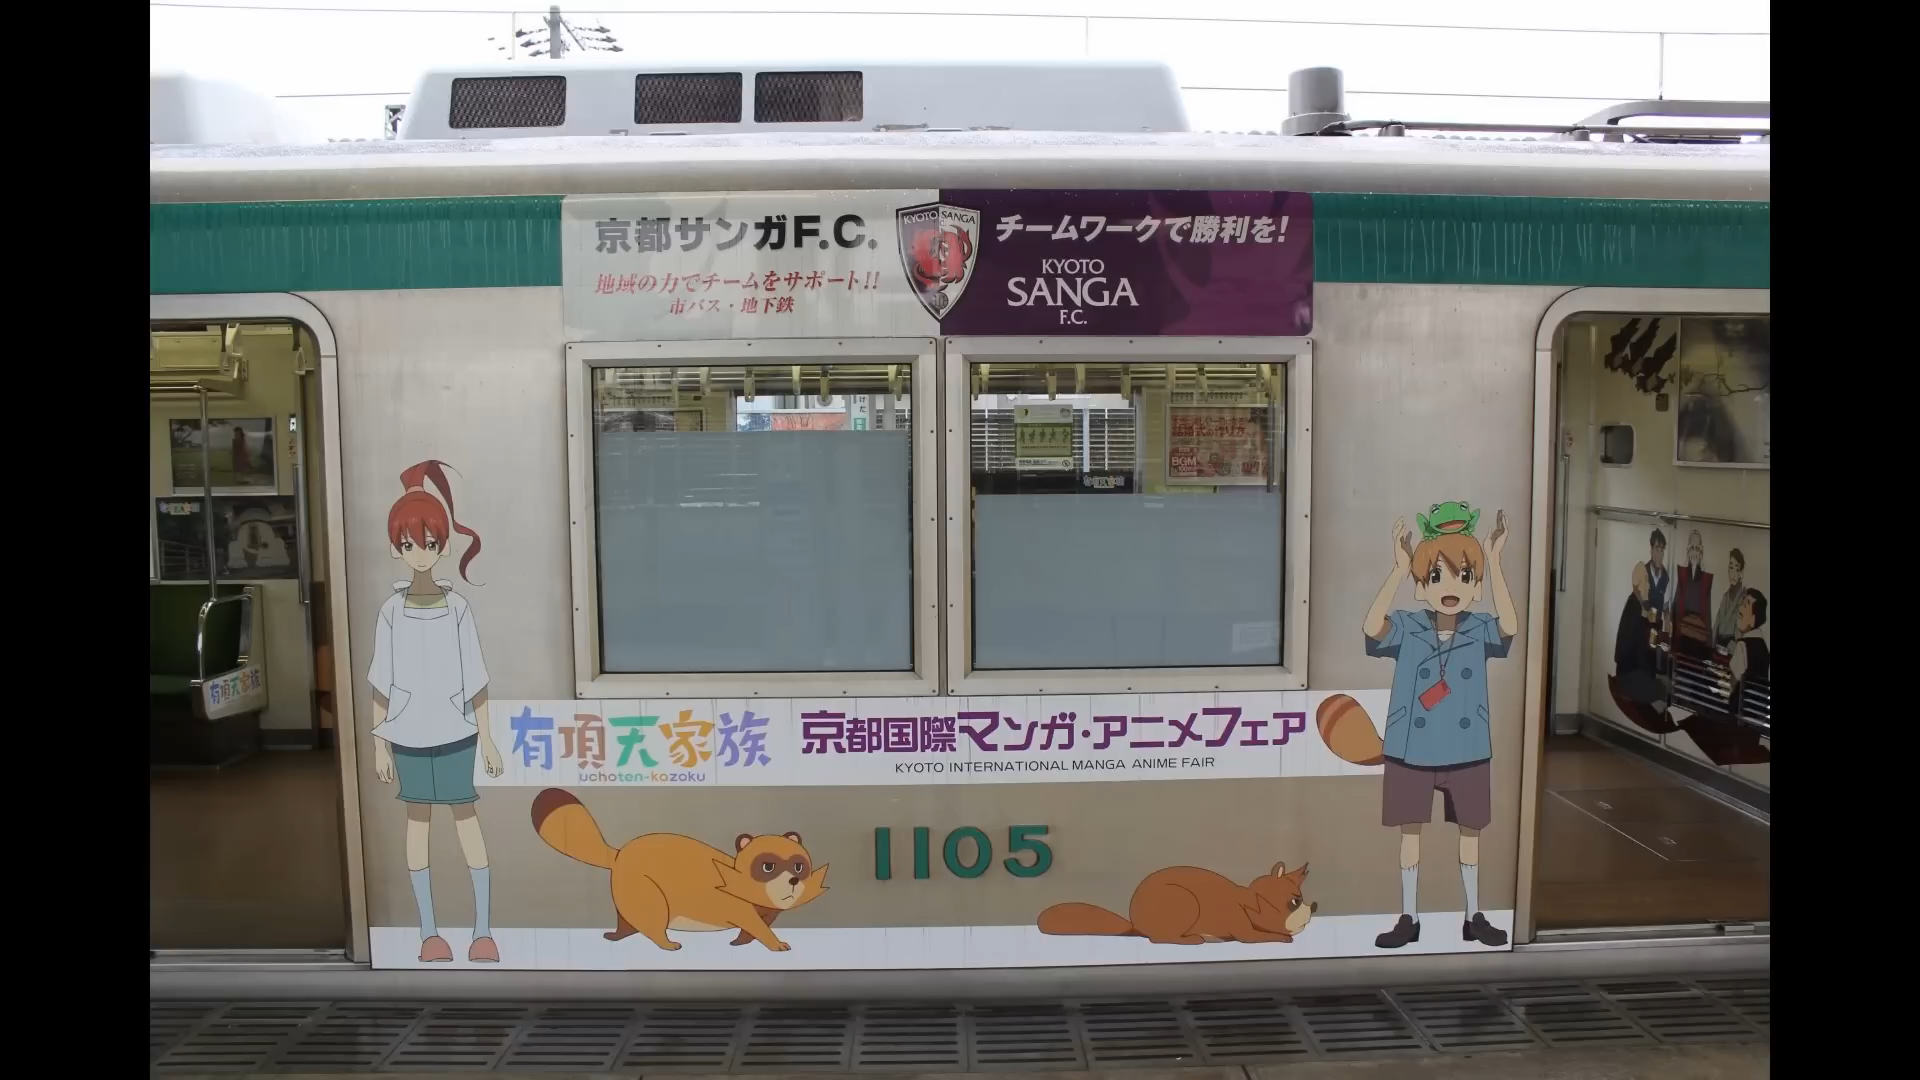 京都サンガF.C.
地域の力でチームをサポート!!
市バス・地下鉄
KYOTO SANGA
チームワークで勝利を!
KYOTO
SANGA
F.C.
BGM
有頂天家族
有頂天家族
uchoten-kazoku
京都国際マンガ・アニメフェア
KYOTO INTERNATIONAL MANGA ANIME FAIR
1105